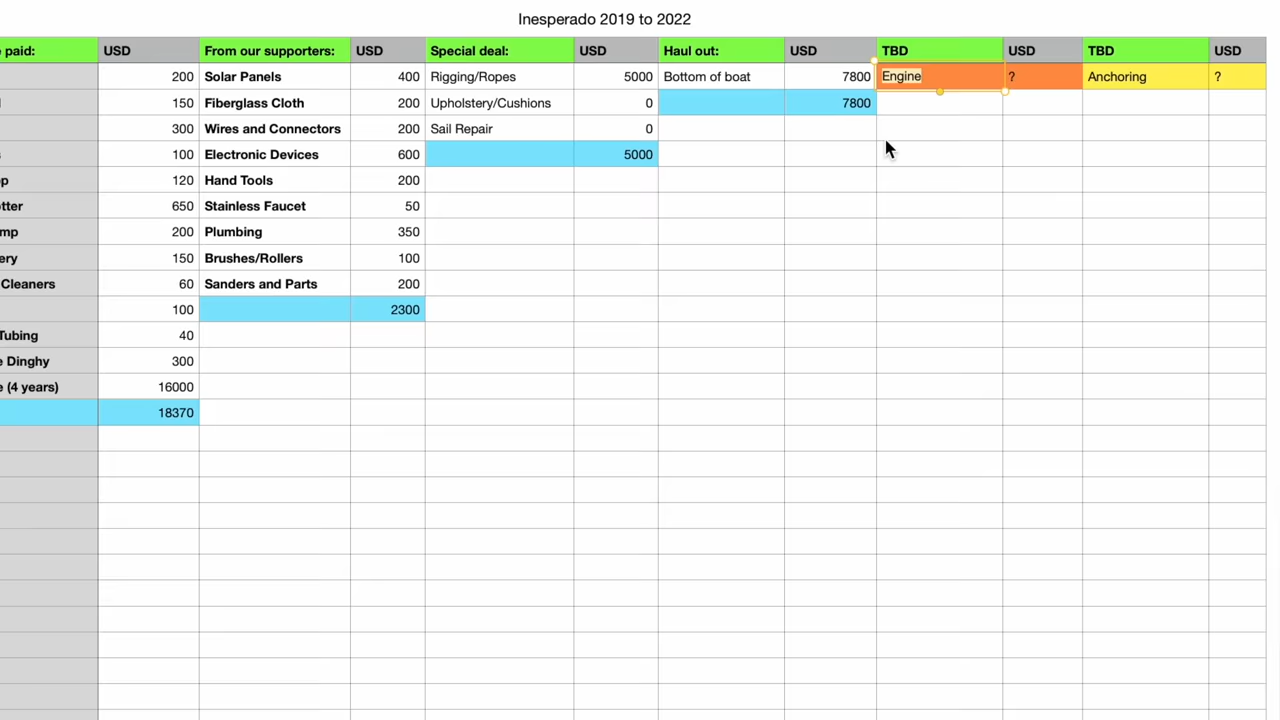 Inesperado 2019 to 2022
paid: USD From our supporters: USD Special deal: USD Haul out: USD TBD USD TBD USD
200 Solar Panels 400 Rigging/Ropes 5000 Bottom of boat 7800 Engine ? Anchoring ?
150 Fiberglass Cloth 200 Upholstery/Cushions 0 7800
300 Wires and Connectors 200 Sail Repair 0
100 Electronic Devices 600 5000
120 Hand Tools 200
650 Stainless Faucet 50
200 Plumbing 350
150 Brushes/Rollers 100
Cleaners 60 Sanders and Parts 200
100 2300
Tubing 40
Dinghy 300
(4 years) 16000
18370